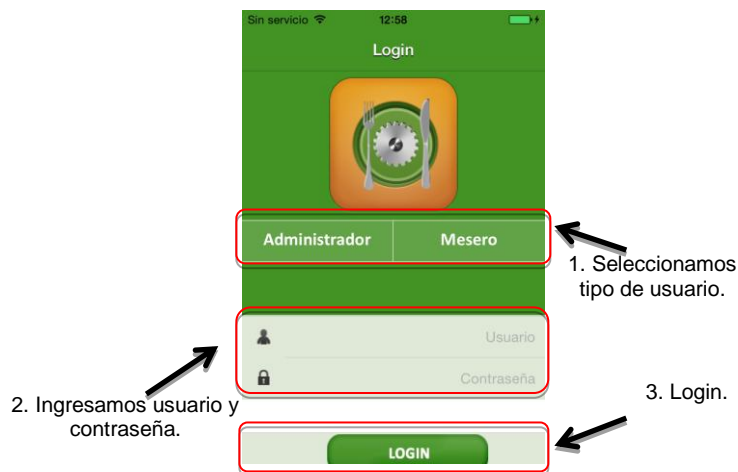 Sin servicio 12:58
Login
Administrador Mesero
1. Seleccionamos
tipo de usuario.
Usuario
Contraseña
2. Ingresamos usuario y
contraseña.
3. Login.
LOGIN